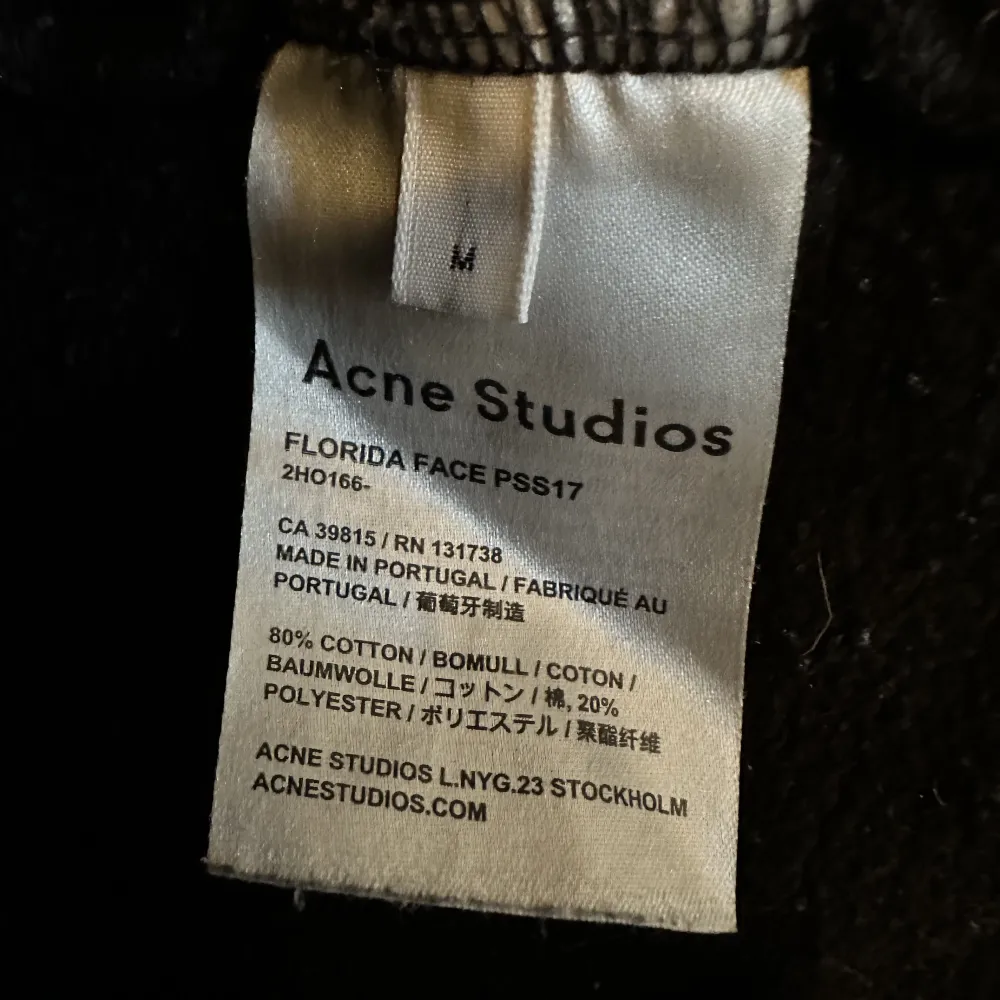 M
Acne Studios
FLORIDA FACE PSS17
2HO166-
CA 39815 / RN 131738
MADE IN PORTUGAL / FABRIQUÉ AU
PORTUGAL / 葡萄牙制造
80% COTTON / BOMULL / COTON /
BAUMWOLLE / コットン / 棉, 20%
POLYESTER / ポリエステル / 聚酯纤维
ACNE STUDIOS L.NYG.23 STOCKHOLM
ACNESTUDIOS.COM